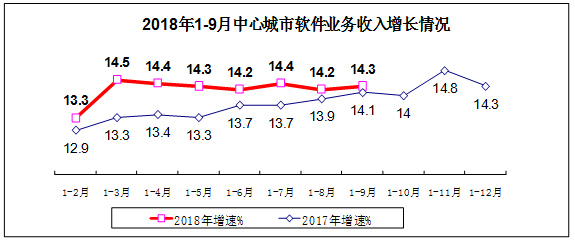 2018年1-9月中心城市软件业务收入增长情况
13.3 14.5 14.4 14.3 14.2 14.4 14.2 14.3
12.9 13.3 13.4 13.3 13.7 13.7 13.9 14.1 14 14.8 14.3
1-2月 1-3月 1-4月 1-5月 1-6月 1-7月 1-8月 1-9月 1-10月 1-11月 1-12月
2018年增速% 2017年增速%